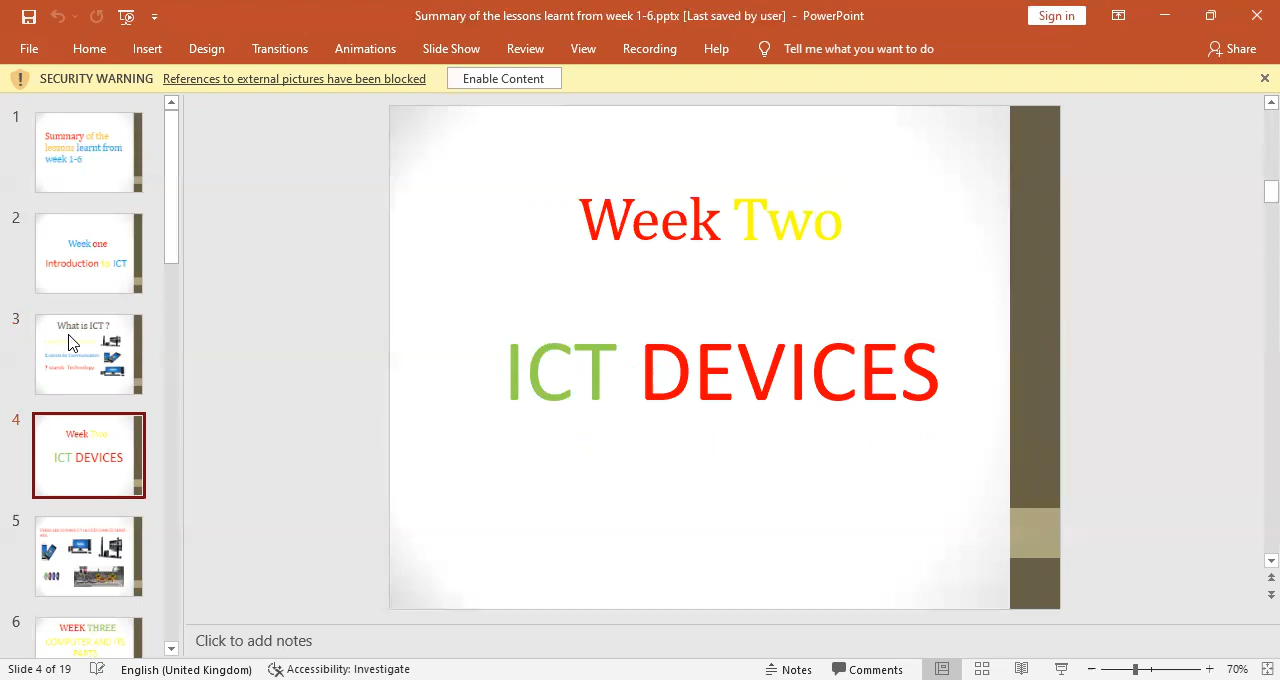 Summary of the lessons learnt from week 1-6.pptx [Last saved by user] - PowerPoint
Sign in
File Home Insert Design Transitions Animations Slide Show Review View Recording Help Tell me what you want to do Share
SECURITY WARNING References to external pictures have been blocked Enable Content
1
Summary of the
lessons learnt from
week 1-6
2
Week one
Introduction to ICT
3
What is ICT ?
4
Week Two
ICT DEVICES
5
6
WEEK THREE
COMPUTER AND ITS
PARTS
Week Two
ICT DEVICES
Click to add notes
Slide 4 of 19 English (United Kingdom) Accessibility: Investigate Notes Comments 70%